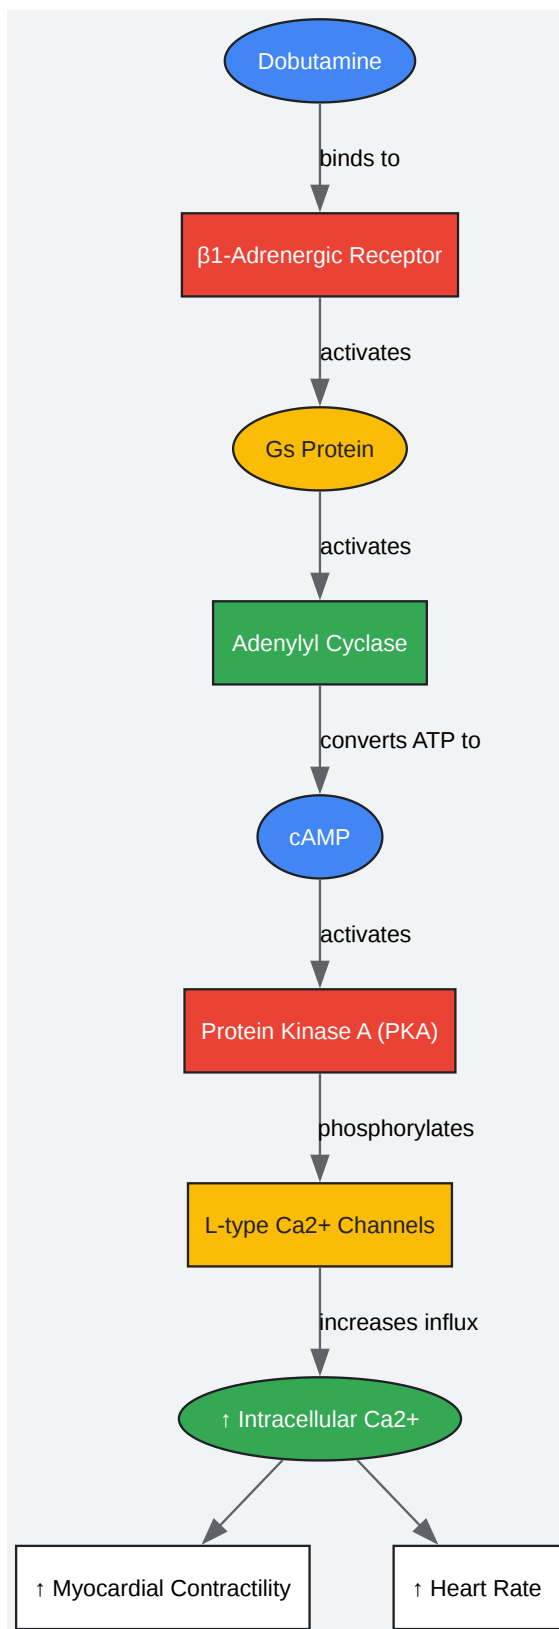 Dobutamine
binds to
β1-Adrenergic Receptor
activates
Gs Protein
activates
Adenylyl Cyclase
converts ATP to
cAMP
activates
Protein Kinase A (PKA)
phosphorylates
L-type Ca2+ Channels
increases influx
↑ Intracellular Ca2+
↑ Myocardial Contractility
↑ Heart Rate